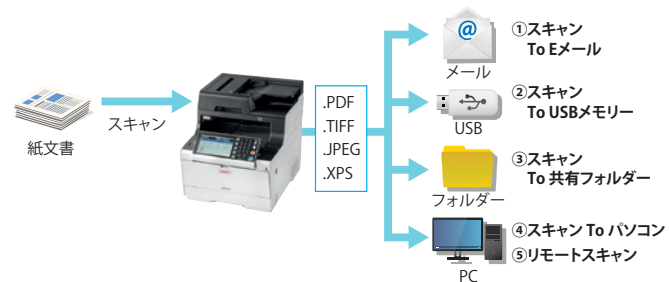 紙文書
スキャン
.PDF
.TIFF
.JPEG
.XPS
@
メール
①スキャン
To Eメール
USB
②スキャン
To USBメモリー
フォルダー
③スキャン
To 共有フォルダー
PC
④スキャン To パソコン
⑤リモートスキャン